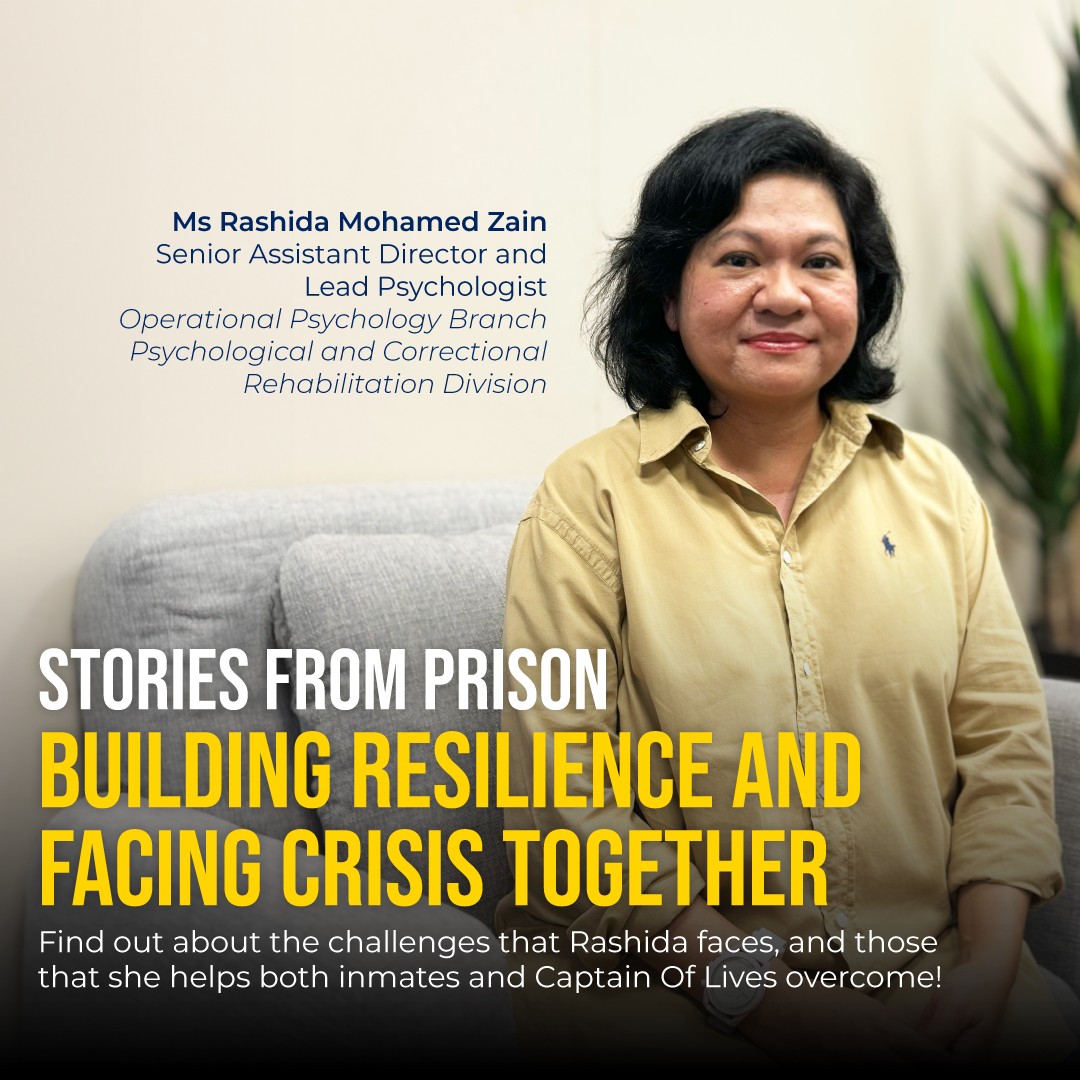 Ms Rashida Mohamed Zain
Senior Assistant Director and
Lead Psychologist
Operational Psychology Branch
Psychological and Correctional
Rehabilitation Division
STORIES FROM PRISON
BUILDING RESILIENCE AND
FACING CRISIS TOGETHER
Find out about the challenges that Rashida faces, and those
that she helps both inmates and Captain Of Lives overcome!